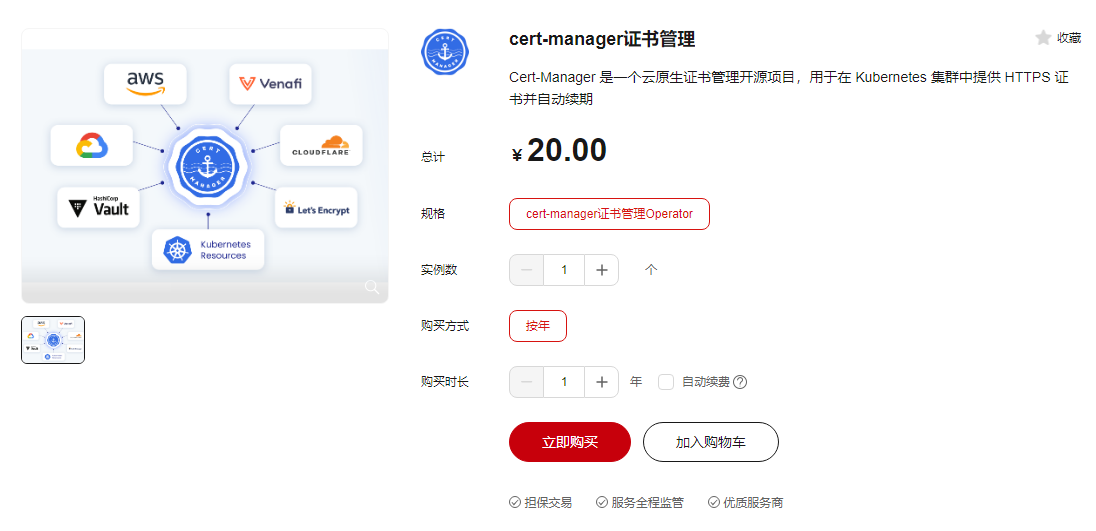 aws
Venafi
CLOUDFLARE
HashiCorp
Vault
CERT
MANAGER
Let's Encrypt
Kubernetes
Resources
CERT
MANAGER
cert-manager证书管理
收藏
Cert-Manager 是一个云原生证书管理开源项目，用于在 Kubernetes 集群中提供 HTTPS 证
书并自动续期
总计
¥ 20.00
规格
cert-manager证书管理Operator
实例数
− 1 + 个
购买方式
按年
购买时长
− 1 + 年 自动续费 ?
立即购买
加入购物车
担保交易 服务全程监管 优质服务商